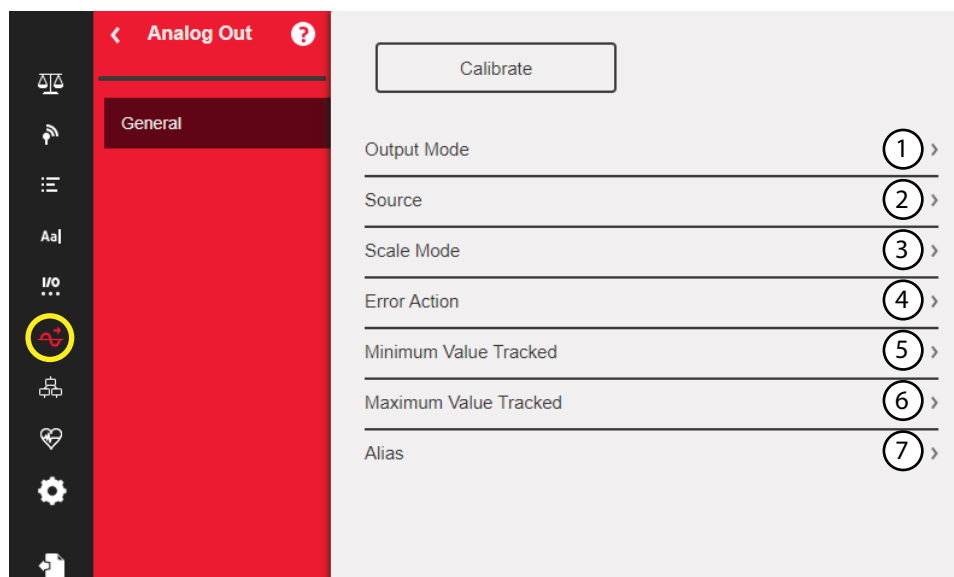 Analog Out ?
Calibrate
General
Output Mode 1
Source 2
Aa
Scale Mode 3
I/O
Error Action 4
Minimum Value Tracked 5
Maximum Value Tracked 6
Alias 7